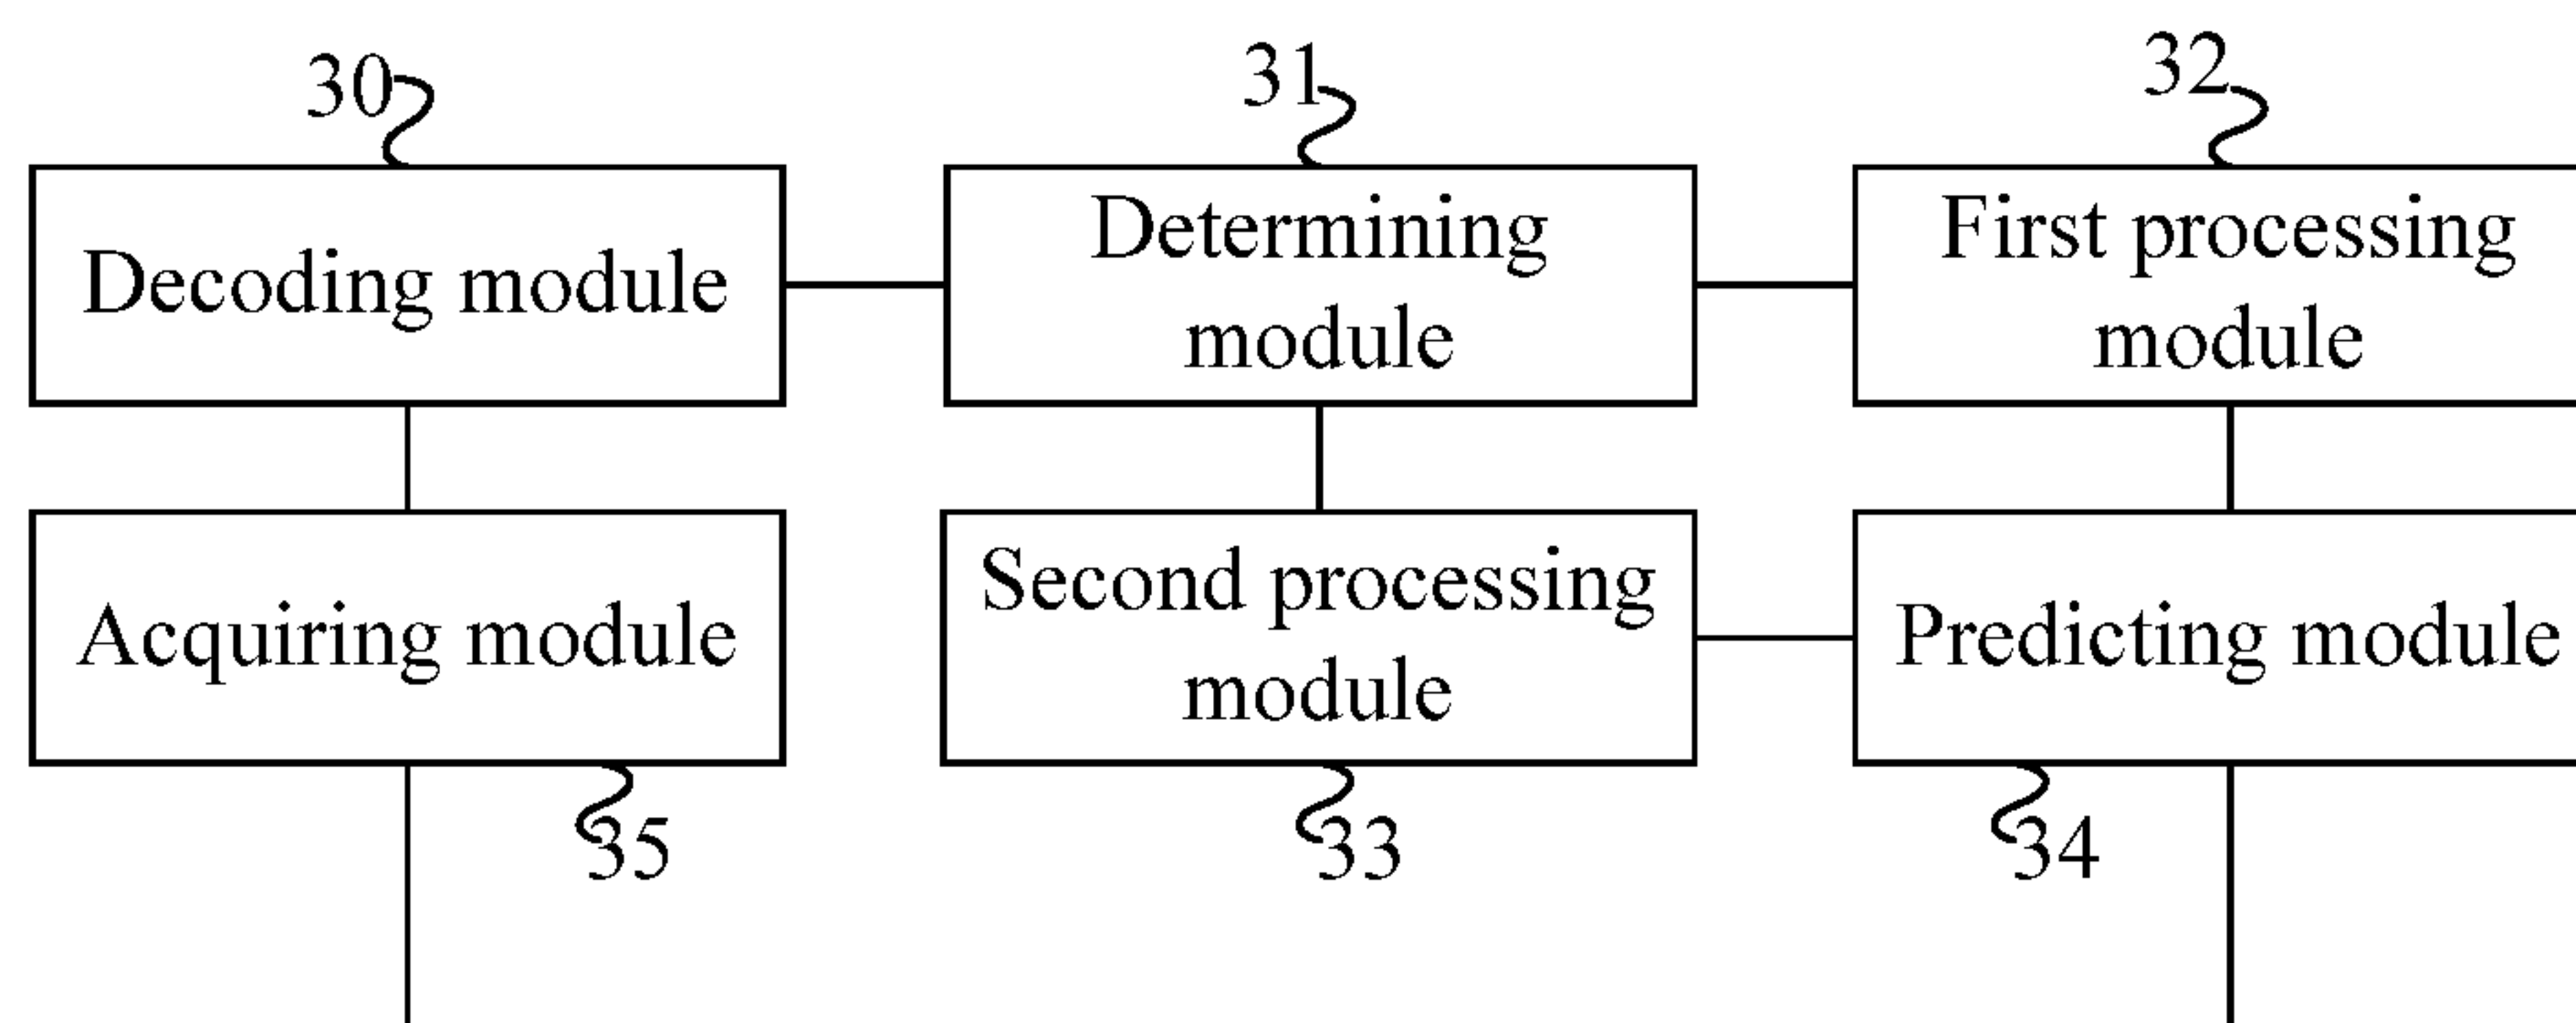 30
31
32
Decoding module
Determining
module
First processing
module
Acquiring module
Second processing
module
Predicting module
35
33
34